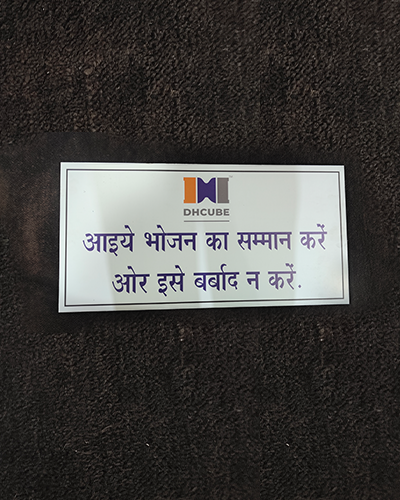 DHCUBE
आइये भोजन का सम्मान करें
ओर इसे बर्बाद न करें.